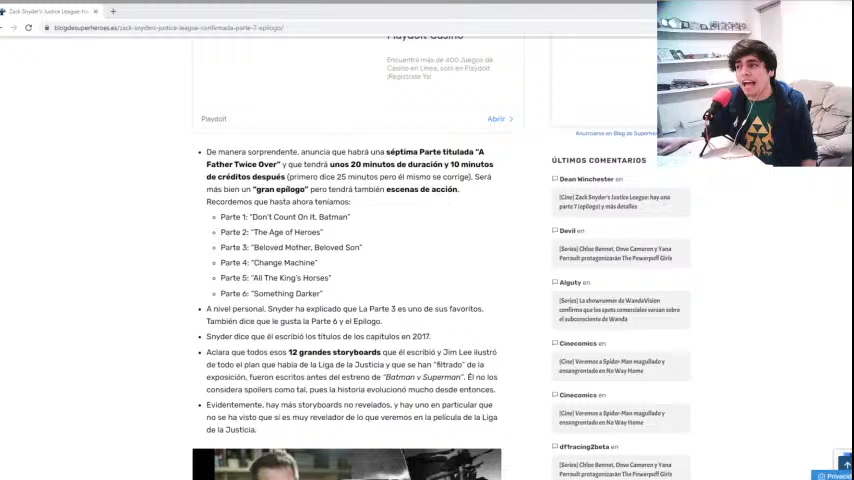 Zack Snyder's Justice League: ha
blogdesuperheroes.es/zack-snyders-justice-league-confirmada-parte-7-epilogo/
Playdoit Casino
Encuentra más de 400 Juegos de
Casino en Línea, solo en Playdoit
¡Regístrate Ya!
Playdoit
Abrir
De manera sorprendente, anuncia que habrá una séptima Parte titulada "A
Father Twice Over" y que tendrá unos 20 minutos de duración y 10 minutos
de créditos después (primero dice 25 minutos pero él mismo se corrige). Será
más bien un "gran epílogo" pero tendrá también escenas de acción.
Recordemos que hasta ahora teníamos:
Parte 1: "Don't Count On It, Batman"
Parte 2: "The Age of Heroes"
Parte 3: "Beloved Mother, Beloved Son"
Parte 4: "Change Machine"
Parte 5: "All The King's Horses"
Parte 6: "Something Darker"
A nivel personal, Snyder ha explicado que La Parte 3 es uno de sus favoritos.
También dice que le gusta la Parte 6 y el Epílogo.
Snyder dice que él escribió los títulos de los capítulos en 2017.
Aclara que todos esos 12 grandes storyboards que él escribió y Jim Lee ilustró
de todo el plan que había de la Liga de la Justicia y que se han "filtrado" de la
exposición, fueron escritos antes del estreno de "Batman v Superman". Él no los
considera spoilers como tal, pues la historia evolucionó mucho desde entonces.
Evidentemente, hay más storyboards no revelados, y hay uno en particular que
no se ha visto que sí es muy revelador de lo que veremos en la película de la Liga
de la Justicia.
Anunciarse en Blog de Superhe
ÚLTIMOS COMENTARIOS
Dean Winchester en
[Cine] Zack Snyder's Justice League: hay una
parte 7 (epílogo) y más detalles
Devil en
[Series] Chloe Bennet, Dove Cameron y Yana
Perrault protagonizarán The Powerpuff Girls
Alguty en
[Series] La showrunner de WandaVision
confirma que los spots comerciales versan sobre
el subconsciente de Wanda
Cinecomics en
[Cine] Veremos a Spider-Man magullado y
ensangrentado en No Way Home
Cinecomics en
[Cine] Veremos a Spider-Man magullado y
ensangrentado en No Way Home
df1racing2beta en
[Series] Chloe Bennet, Dove Cameron y Yana
Perrault protagonizarán The Powerpuff Girls
Privacid